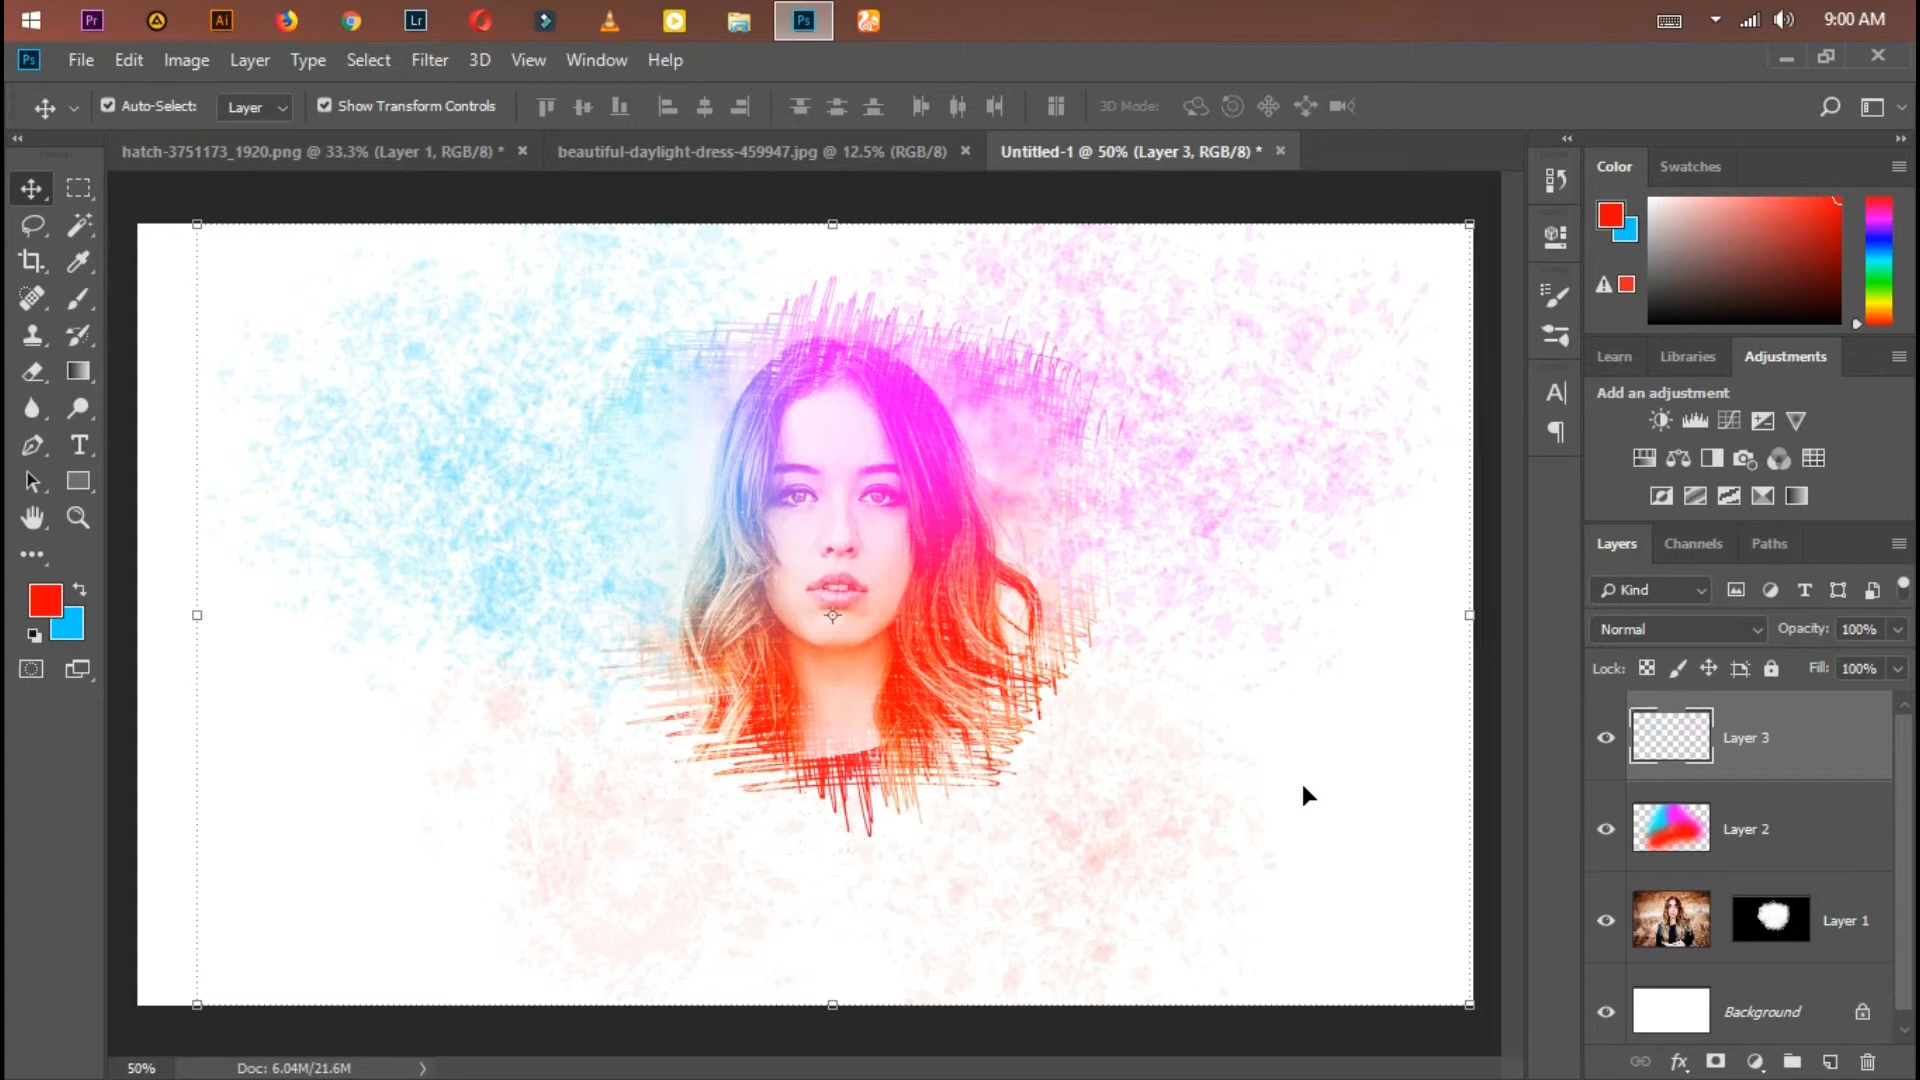 Pr
Ai
Lr
Ps
9:00 AM
Ps
File Edit Image Layer Type Select Filter 3D View Window Help
Auto-Select: Layer Show Transform Controls 3D Mode:
hatch-3751173_1920.png @ 33.3% (Layer 1, RGB/8) * beautiful-daylight-dress-459947.jpg @ 12.5% (RGB/8) Untitled-1 @ 50% (Layer 3, RGB/8) *
Color Swatches
Learn Libraries Adjustments
Add an adjustment
Layers Channels Paths
Kind
Normal Opacity: 100%
Lock: Fill: 100%
Layer 3
Layer 2
Layer 1
Background
fx
50% Doc: 6.04M/21.6M